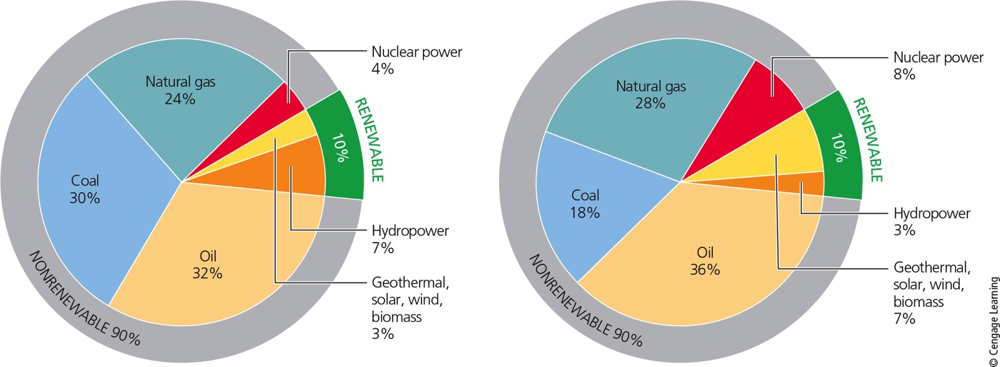 Natural gas
24%
Nuclear power
4%
RENEWABLE
10%
Coal
30%
Oil
32%
Hydropower
7%
Geothermal,
solar, wind,
biomass
3%
NONRENEWABLE 90%
Natural gas
28%
Nuclear power
8%
RENEWABLE
10%
Coal
18%
Oil
36%
Hydropower
3%
Geothermal,
solar, wind,
biomass
7%
NONRENEWABLE 90%
© Cengage Learning